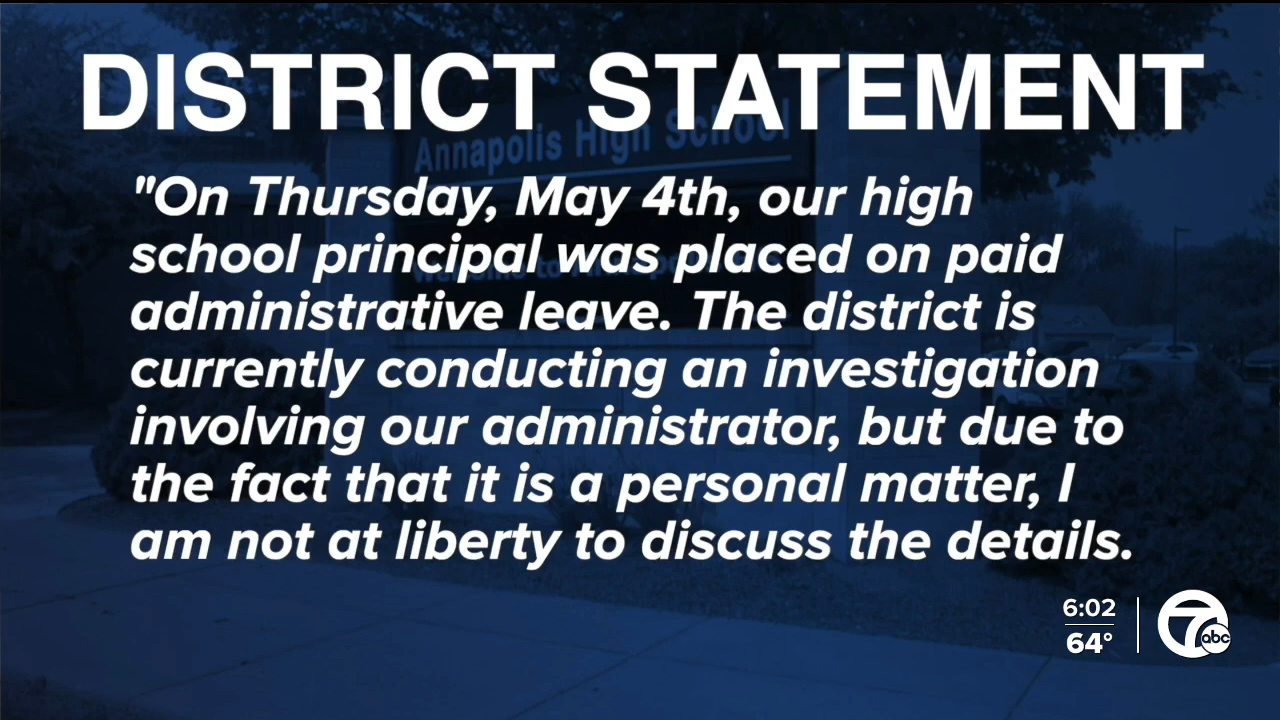 DISTRICT STATEMENT
Annapolis High School
"On Thursday, May 4th, our high
school principal was placed on paid
administrative leave. The district is
currently conducting an investigation
involving our administrator, but due to
the fact that it is a personal matter, I
am not at liberty to discuss the details.
6:02
64°
7 abc